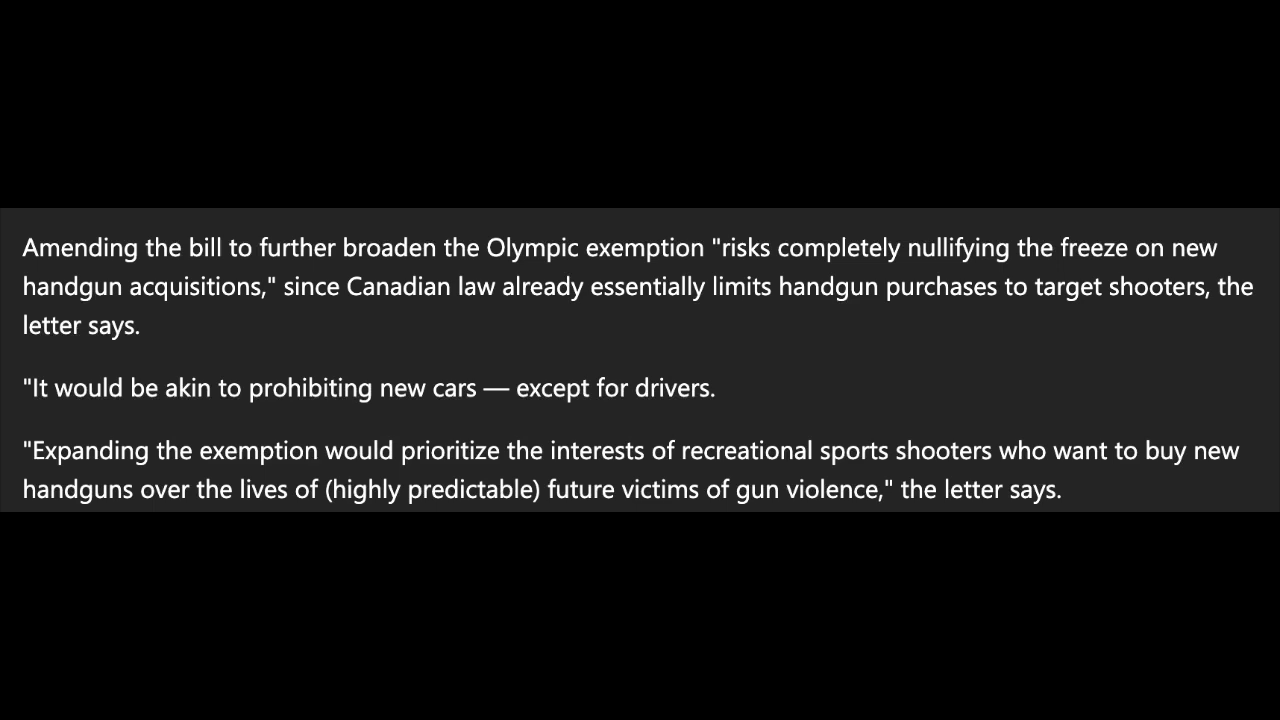 Amending the bill to further broaden the Olympic exemption "risks completely nullifying the freeze on new
handgun acquisitions," since Canadian law already essentially limits handgun purchases to target shooters, the
letter says.
"It would be akin to prohibiting new cars — except for drivers.
"Expanding the exemption would prioritize the interests of recreational sports shooters who want to buy new
handguns over the lives of (highly predictable) future victims of gun violence," the letter says.